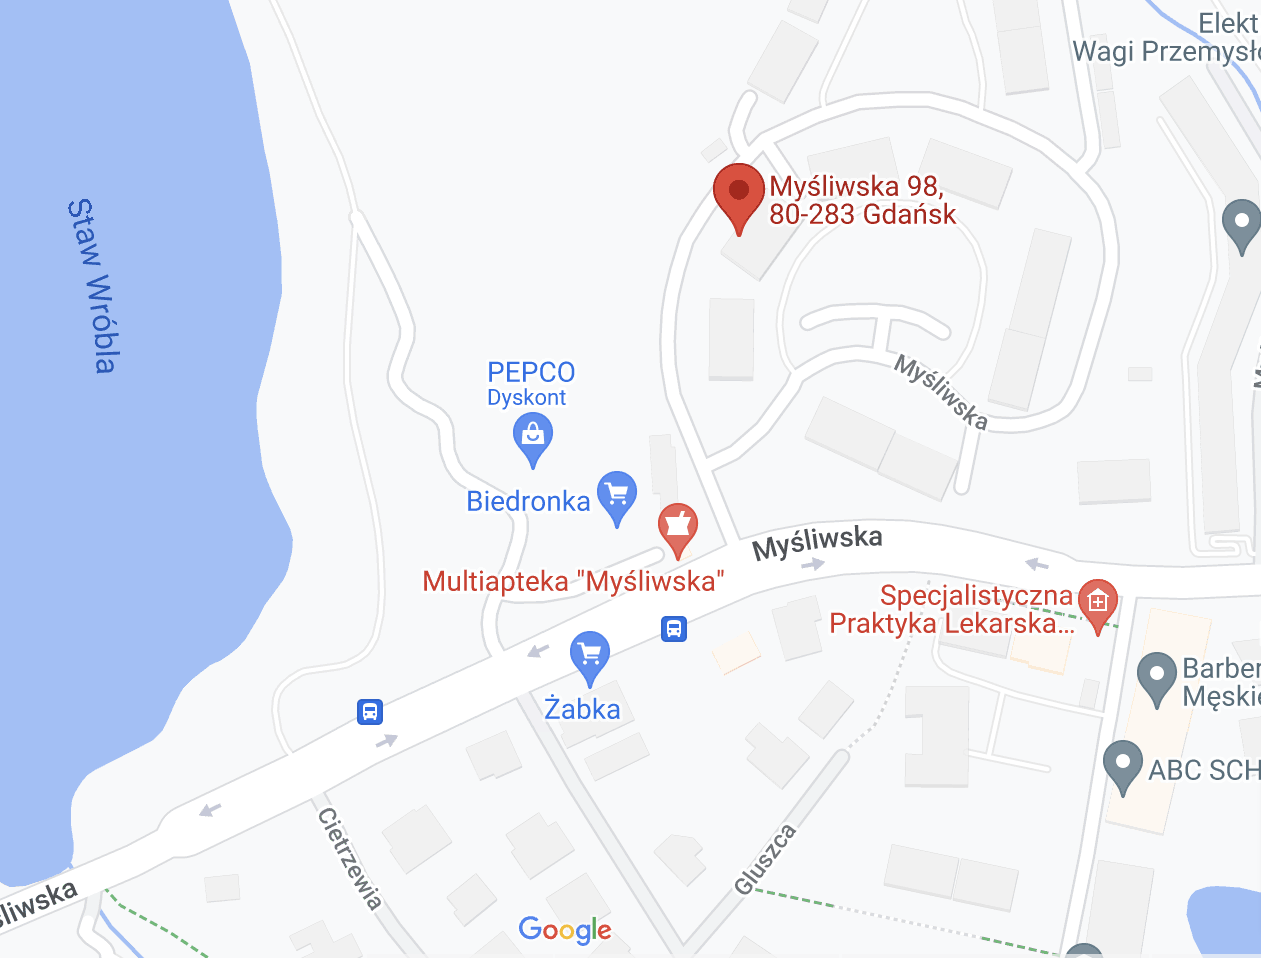 Elekt
Wagi Przemysło
Myśliwska 98,
80-283 Gdańsk
Staw Wróbla
PEPCO
Dyskont
Myśliwska
Biedronka
Myśliwska
Multiapteka "Myśliwska"
Specjalistyczna
Praktyka Lekarska...
Żabka
Barber
Męskie
ABC SCH
Cietrzewia
Głuszca
śliwska
Google